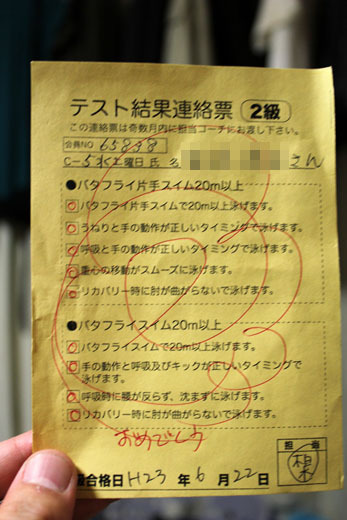 テスト結果連絡票 2級
この連絡票は奇数月内に担当コーチにお渡し下さい。
会員NO 65838
曜日 氏 名 さん
●バタフライ片手スイム20m以上
バタフライ片手スイムで20m以上泳げます。
うねりと手の動作が正しいタイミングで泳げます。
呼吸と手の動作が正しいタイミングで泳げます。
重心の移動がスムーズに泳げます。
リカバリー時に肘が曲がらないで泳げます。
●バタフライスイム20m以上
バタフライスイムで20m以上泳げます。
手の動作と呼吸及びキックが正しいタイミングで
泳げます。
呼吸時に腰が反らず、沈まずに泳げます。
リカバリー時に肘が曲がらないで泳げます。
おめでとう
担当
級合格日 H23 年 6 月 22 日